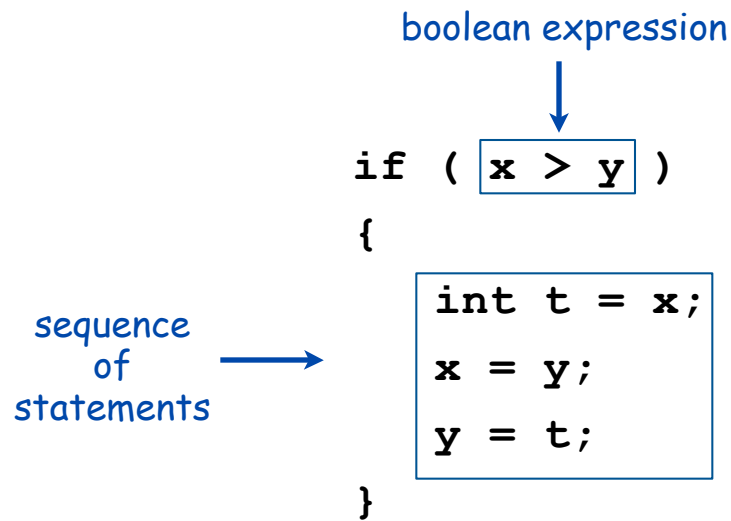 boolean expression
if ( x > y )
{
int t = x;
sequence
of
statements
x = y;
y = t;
}